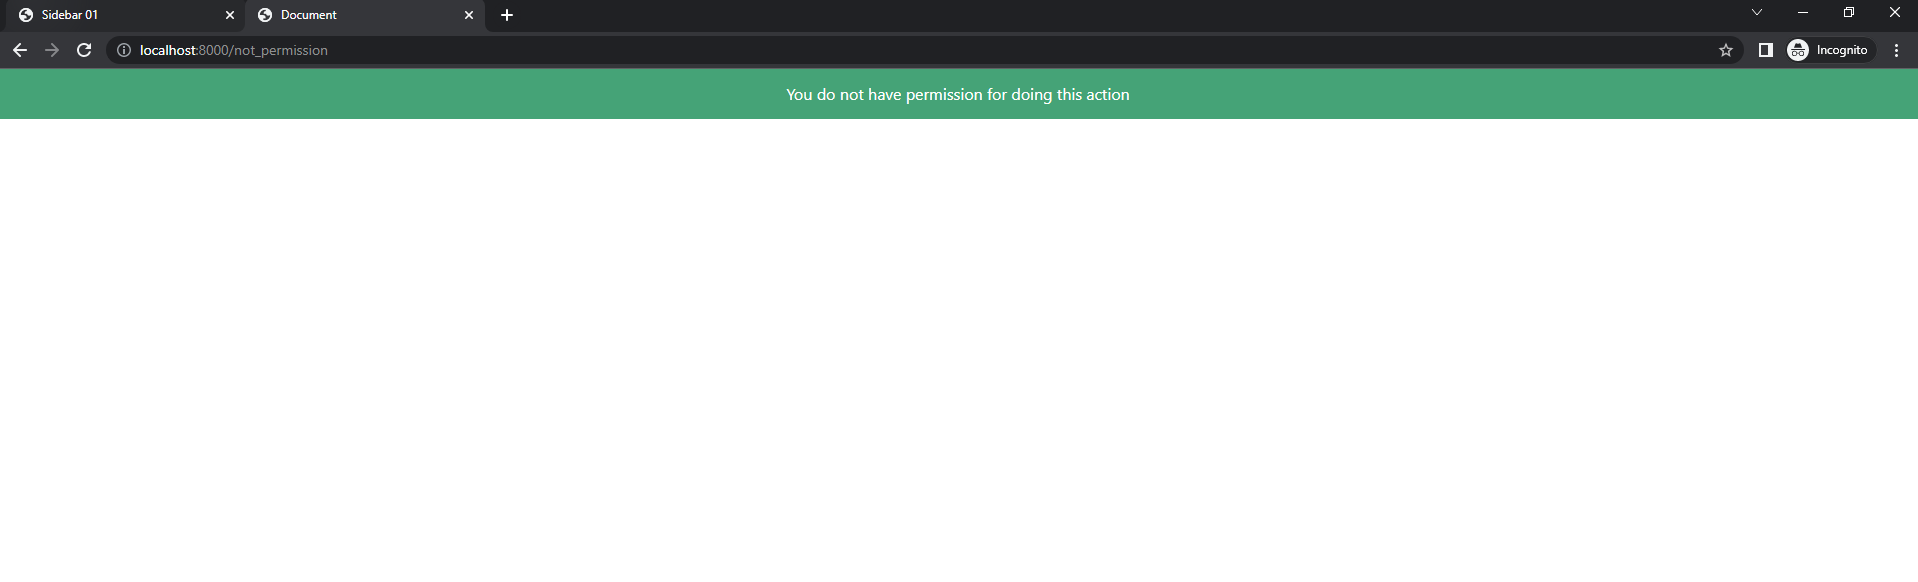 Sidebar 01
Document
localhost:8000/not_permission
Incognito
You do not have permission for doing this action